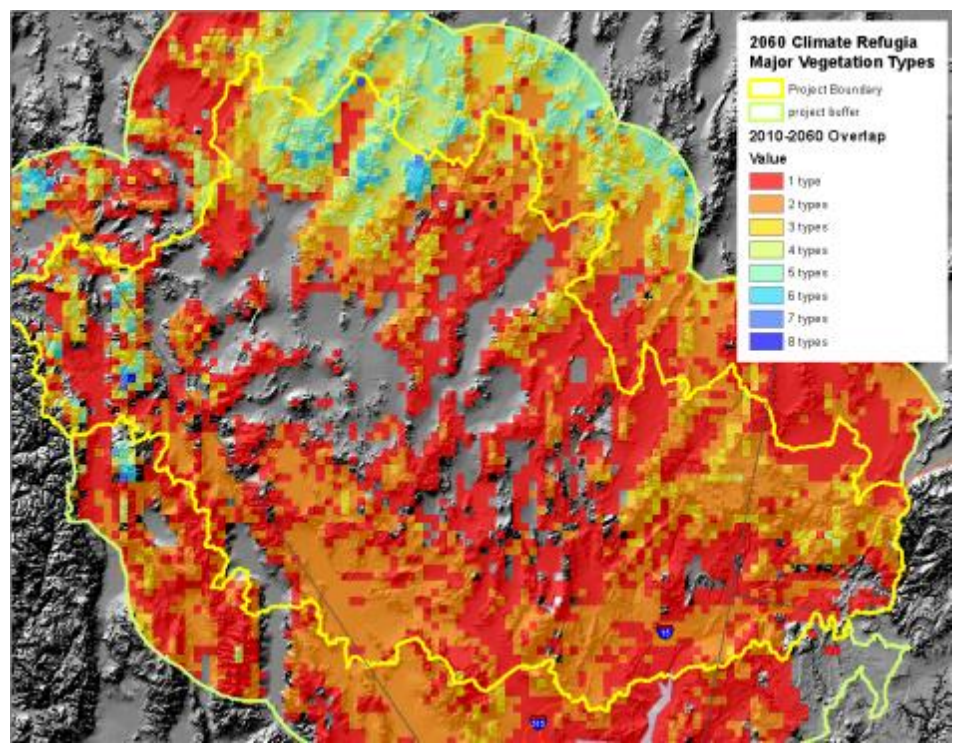 2060 Climate Refugia
Major Vegetation Types
Project Boundary
project buffer
2010-2060 Overlap
Value
1 type
2 types
3 types
4 types
5 types
6 types
7 types
8 types
15